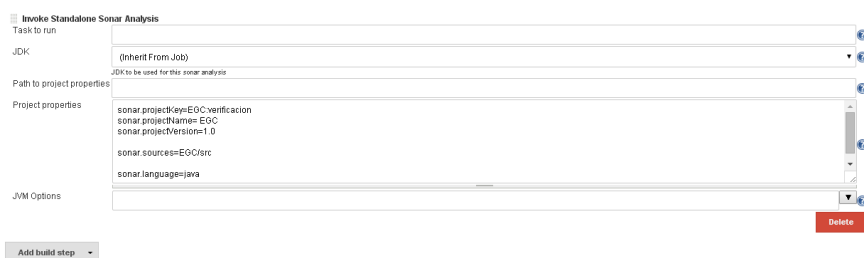 Invoke Standalone Sonar Analysis
Task to run
JDK
(Inherit From Job)
JDK to be used for this sonar analysis
Path to project properties
Project properties
sonar.projectKey=EGC:verificacion
sonar.projectName= EGC
sonar.projectVersion=1.0
sonar.sources=EGC/src
sonar.language=java
JVM Options
Delete
Add build step